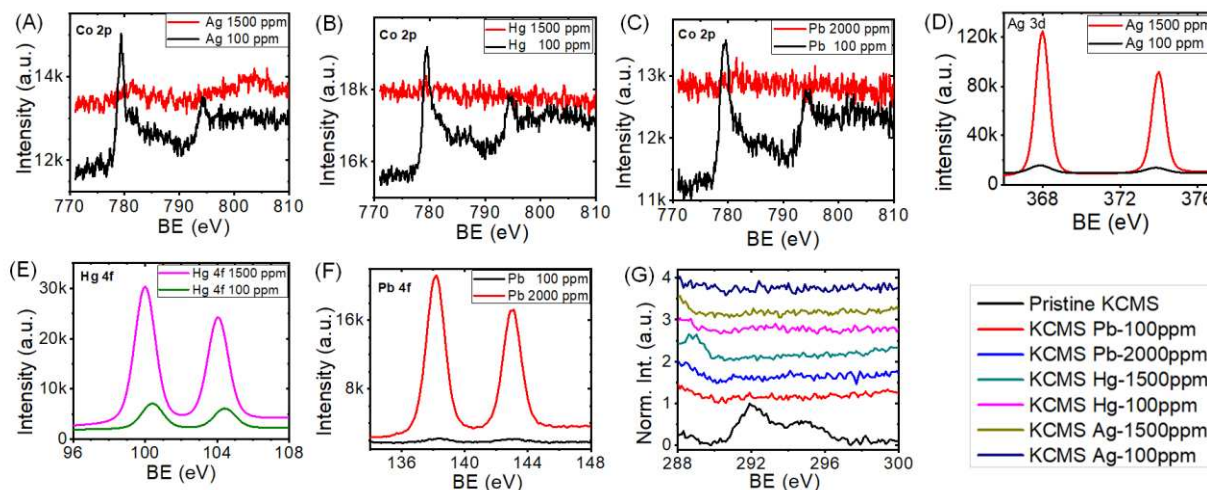 (A)
Co 2p
Ag 1500 ppm
Ag 100 ppm
14k
13k
12k
Intensity (a.u.)
770 780 790 800 810
BE (eV)
(B)
Co 2p
Hg 1500 ppm
Hg 100 ppm
18k
16k
Intensity (a.u.)
770 780 790 800 810
BE (eV)
(C)
Co 2p
Pb 2000 ppm
Pb 100 ppm
13k
12k
11k
Intensity (a.u.)
770 780 790 800 810
BE (eV)
(D)
Ag 3d
Ag 1500 ppm
Ag 100 ppm
120k
80k
40k
0
intensity (a.u.)
368 372 376
BE (eV)
(E)
Hg 4f
Hg 4f 1500 ppm
Hg 4f 100 ppm
30k
20k
10k
0
Intensity (a.u.)
96 100 104 108
BE (eV)
(F)
Pb 4f
Pb 100 ppm
Pb 2000 ppm
16k
8k
Intensity (a.u.)
136 140 144 148
BE (eV)
(G)
4
3
2
1
0
Norm. Int. (a.u.)
288 292 296 300
BE (eV)
Pristine KCMS
KCMS Pb-100ppm
KCMS Pb-2000ppm
KCMS Hg-1500ppm
KCMS Hg-100ppm
KCMS Ag-1500ppm
KCMS Ag-100ppm